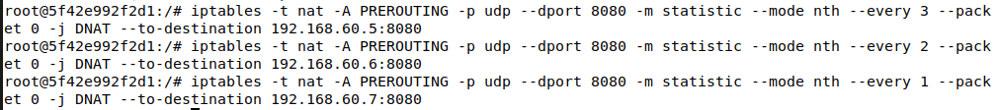 root@5f42e992f2d1:/# iptables -t nat -A PREROUTING -p udp --dport 8080 -m statistic --mode nth --every 3 --pack
et 0 -j DNAT --to-destination 192.168.60.5:8080
root@5f42e992f2d1:/# iptables -t nat -A PREROUTING -p udp --dport 8080 -m statistic --mode nth --every 2 --pack
et 0 -j DNAT --to-destination 192.168.60.6:8080
root@5f42e992f2d1:/# iptables -t nat -A PREROUTING -p udp --dport 8080 -m statistic --mode nth --every 1 --pack
et 0 -j DNAT --to-destination 192.168.60.7:8080